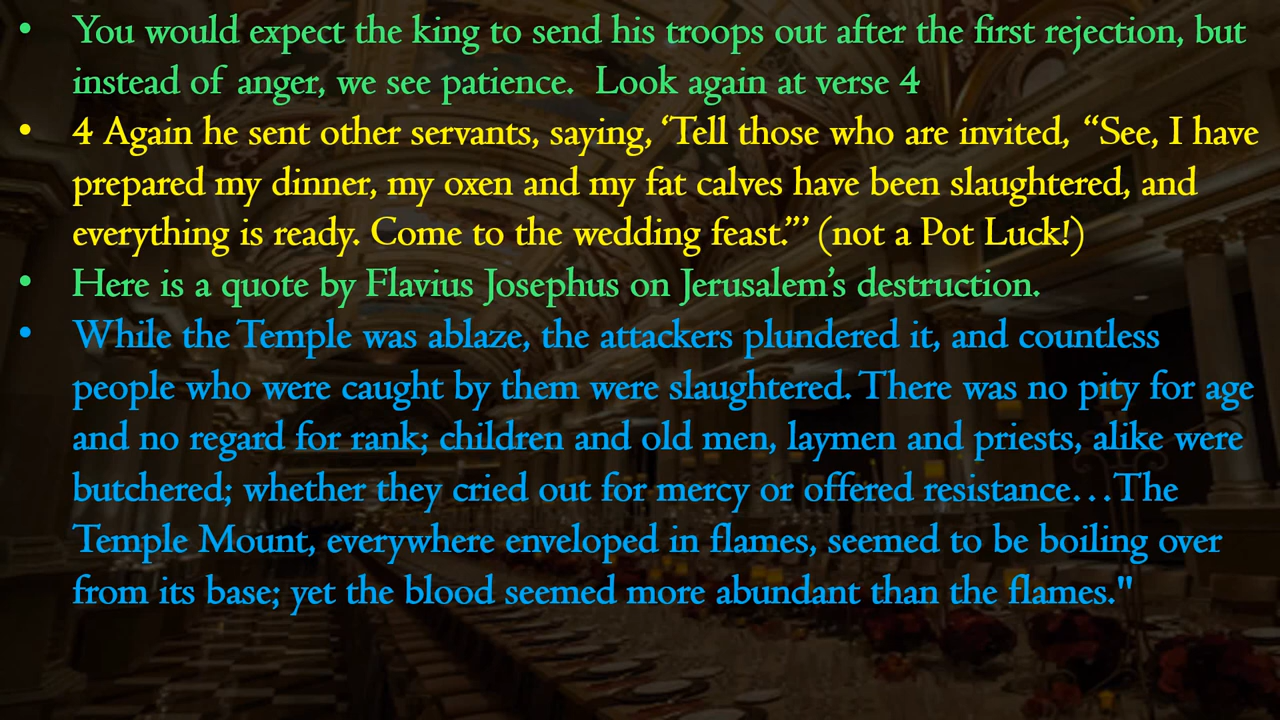 • You would expect the king to send his troops out after the first rejection, but
instead of anger, we see patience.  Look again at verse 4
• 4 Again he sent other servants, saying, ‘Tell those who are invited, “See, I have
prepared my dinner, my oxen and my fat calves have been slaughtered, and
everything is ready. Come to the wedding feast.”’ (not a Pot Luck!)
• Here is a quote by Flavius Josephus on Jerusalem’s destruction.
• While the Temple was ablaze, the attackers plundered it, and countless
people who were caught by them were slaughtered. There was no pity for age
and no regard for rank; children and old men, laymen and priests, alike were
butchered; whether they cried out for mercy or offered resistance…The
Temple Mount, everywhere enveloped in flames, seemed to be boiling over
from its base; yet the blood seemed more abundant than the flames."